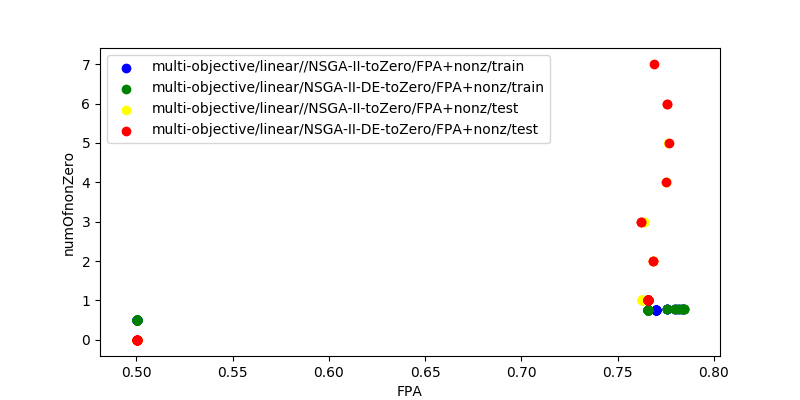 multi-objective/linear//NSGA-II-toZero/FPA+nonz/train
multi-objective/linear/NSGA-II-DE-toZero/FPA+nonz/train
multi-objective/linear//NSGA-II-toZero/FPA+nonz/test
multi-objective/linear/NSGA-II-DE-toZero/FPA+nonz/test
numOfnonZero
7
6
5
4
3
2
1
0
0.50 0.55 0.60 0.65 0.70 0.75 0.80
FPA